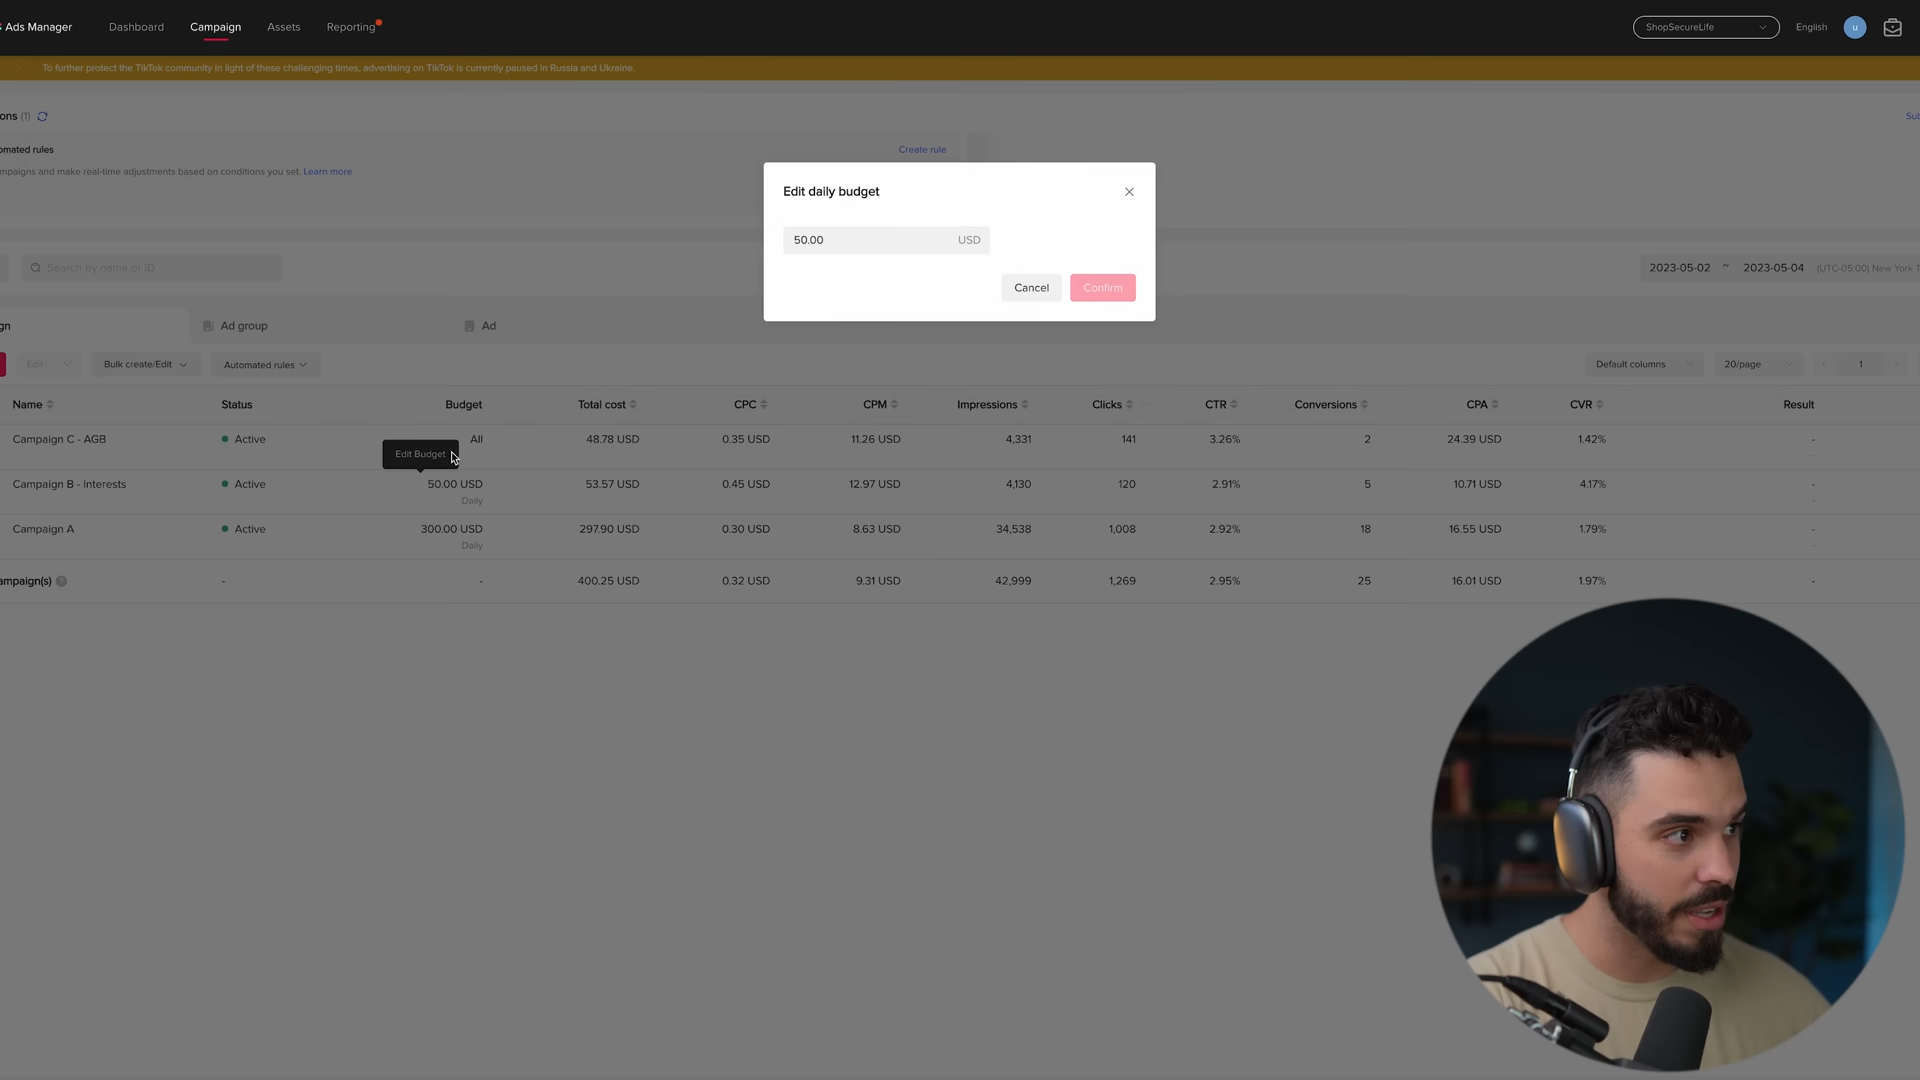 Ads Manager Dashboard Campaign Assets Reporting ShopSecureLife English u
To further protect the TikTok community in light of these challenging times, advertising on TikTok is currently paused in Russia and Ukraine.
ons (1) Sub
omated rules Create rule
mpaigns and make real-time adjustments based on conditions you set. Learn more
Edit daily budget
50.00 USD
Cancel Confirm
Search by name or ID 2023-05-02 ~ 2023-05-04 (UTC-05:00) New York T
gn Ad group Ad
Edit Bulk create/Edit Automated rules Default columns 20/page 1
Name Status Budget Total cost CPC CPM Impressions Clicks CTR Conversions CPA CVR Result
Campaign C - AGB Active All 48.78 USD 0.35 USD 11.26 USD 4,331 141 3.26% 2 24.39 USD 1.42% -
-
Edit Budget
Campaign B - Interests Active 50.00 USD 53.57 USD 0.45 USD 12.97 USD 4,130 120 2.91% 5 10.71 USD 4.17% -
Daily -
Campaign A Active 300.00 USD 297.90 USD 0.30 USD 8.63 USD 34,538 1,008 2.92% 18 16.55 USD 1.79% -
Daily -
ampaign(s) ? - - 400.25 USD 0.32 USD 9.31 USD 42,999 1,269 2.95% 25 16.01 USD 1.97% -